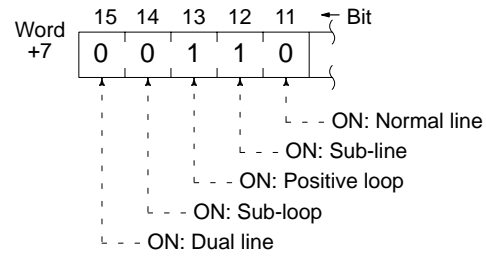 15 14 13 12 11 Bit
Word
+7
0 0 1 1 0
ON: Normal line
ON: Sub-line
ON: Positive loop
ON: Sub-loop
ON: Dual line